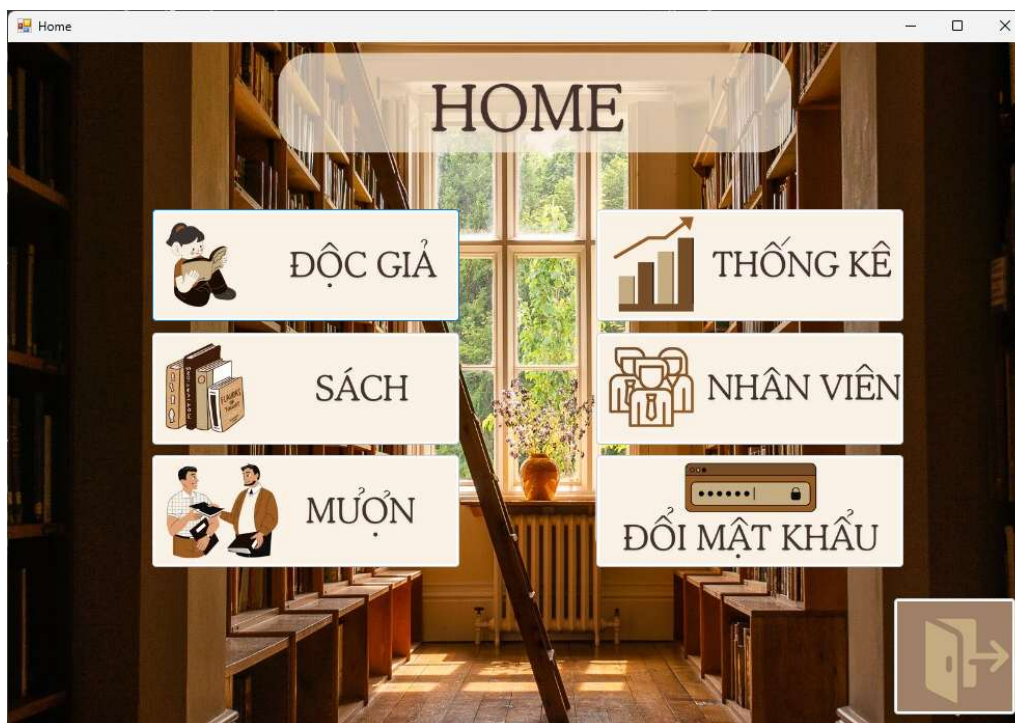 Home
HOME
ĐỘC GIẢ
THỐNG KÊ
SÁCH
NHÂN VIÊN
MƯỢN
ĐỔI MẬT KHẨU